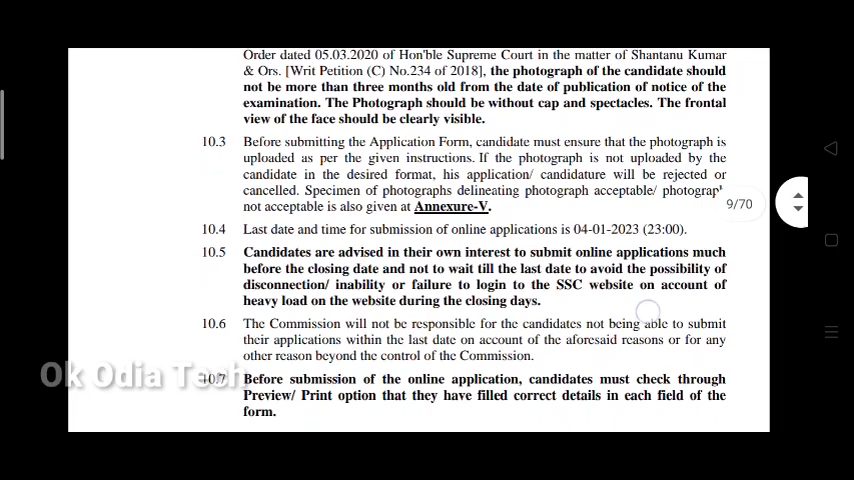 Order dated 05.03.2020 of Hon'ble Supreme Court in the matter of Shantanu Kumar
& Ors. [Writ Petition (C) No.234 of 2018], the photograph of the candidate should
not be more than three months old from the date of publication of notice of the
examination. The Photograph should be without cap and spectacles. The frontal
view of the face should be clearly visible.
10.3 Before submitting the Application Form, candidate must ensure that the photograph is
uploaded as per the given instructions. If the photograph is not uploaded by the
candidate in the desired format, his application/ candidature will be rejected or
cancelled. Specimen of photographs delineating photograph acceptable/ photograph
not acceptable is also given at Annexure-V.
9/70
10.4 Last date and time for submission of online applications is 04-01-2023 (23:00).
10.5 Candidates are advised in their own interest to submit online applications much
before the closing date and not to wait till the last date to avoid the possibility of
disconnection/ inability or failure to login to the SSC website on account of
heavy load on the website during the closing days.
10.6 The Commission will not be responsible for the candidates not being able to submit
their applications within the last date on account of the aforesaid reasons or for any
other reason beyond the control of the Commission.
Ok Odia Tech
10.7 Before submission of the online application, candidates must check through
Preview/ Print option that they have filled correct details in each field of the
form.